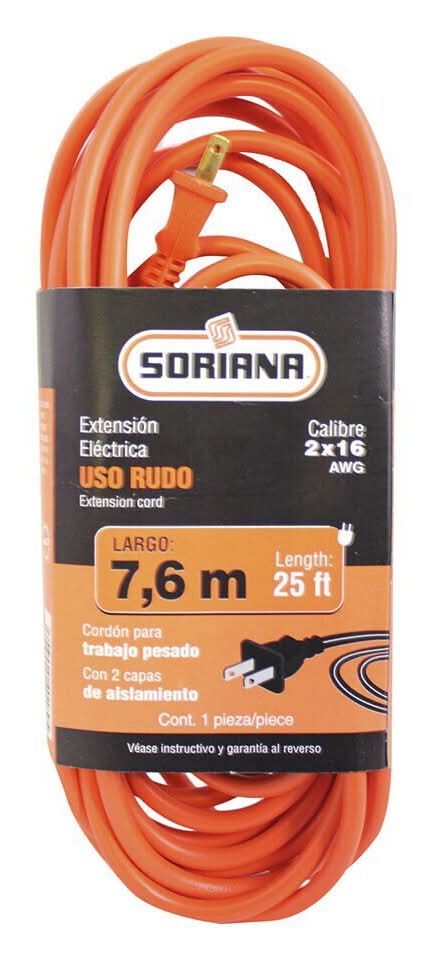 SORIANA
Extensión
Eléctrica
USO RUDO
Extension cord
Calibre
2x16
AWG
LARGO:
7,6 m
Length:
25 ft
Cordón para
trabajo pesado
Con 2 capas
de aislamiento
Cont. 1 pieza/piece
Véase instructivo y garantía al reverso